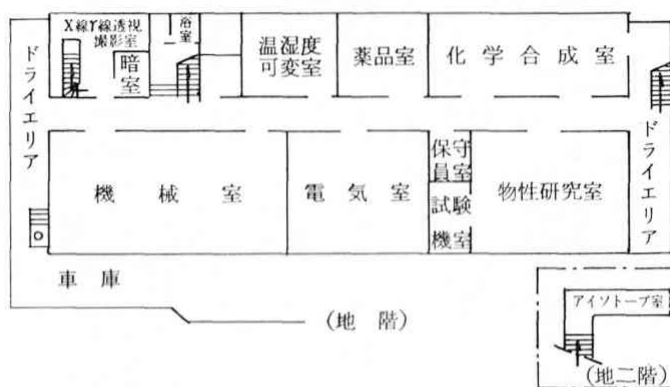 X線γ線透視
撮影室
暗室
浴室
温湿度
可変室
薬品室
化学合成室
ドライエリア
ドライエリア
機械室
電気室
保守
員室
試験
機室
物性研究室
車庫
(地階)
アイソトープ室
(地二階)